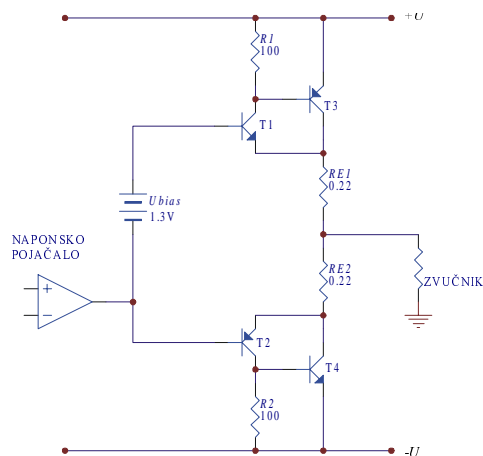 +U
R1
100
T3
T1
RE1
0.22
Ubias
1.3V
NAPONSKO
POJAČALO
RE2
0.22
ZVUČNIK
T2
T4
R2
100
-U